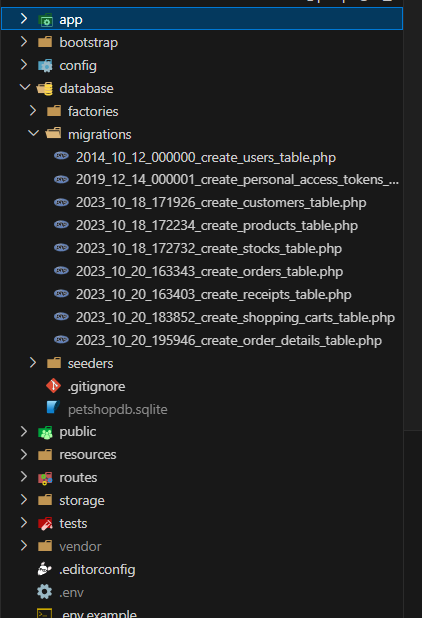 app
bootstrap
config
database
factories
migrations
2014_10_12_000000_create_users_table.php
2019_12_14_000001_create_personal_access_tokens_...
2023_10_18_171926_create_customers_table.php
2023_10_18_172234_create_products_table.php
2023_10_18_172732_create_stocks_table.php
2023_10_20_163343_create_orders_table.php
2023_10_20_163403_create_receipts_table.php
2023_10_20_183852_create_shopping_carts_table.php
2023_10_20_195946_create_order_details_table.php
seeders
.gitignore
petshopdb.sqlite
public
resources
routes
storage
tests
vendor
.editorconfig
.env
.env.example